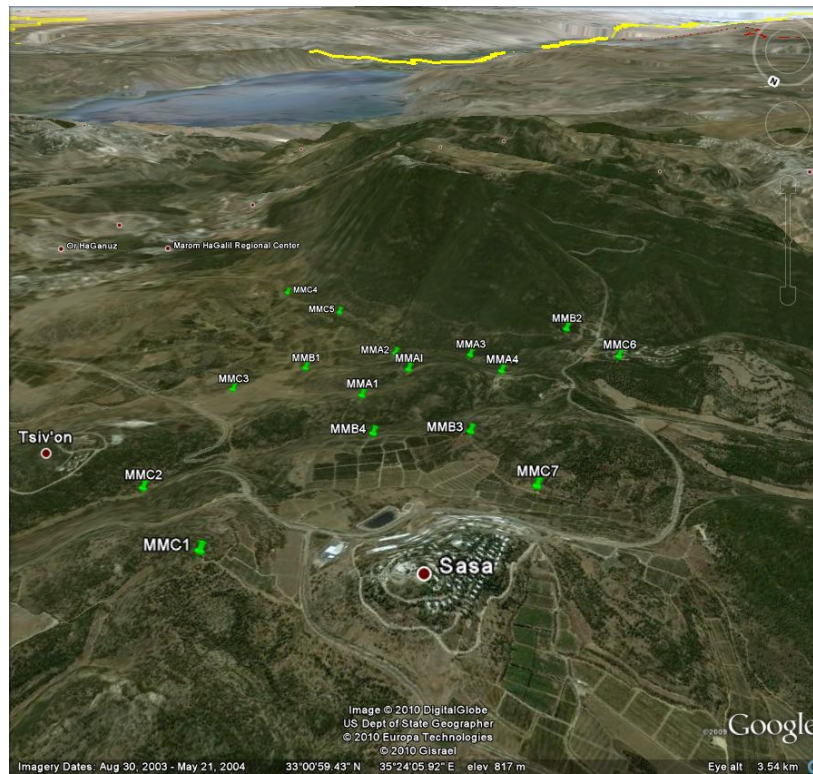 N
Or HaGanuz
Marom HaGalil Regional Center
MMC4
MMC5
MMB2
MMA2
MMA3
MMC6
MMB1
MMAI
MMA4
MMC3
MMA1
MMB4
MMB3
Tsiv'on
MMC2
MMC7
MMC1
Sasa
Image © 2010 DigitalGlobe
US Dept of State Geographer
© 2010 Europa Technologies
© 2010 Gisrael
©2009 Google
Imagery Dates: Aug 30, 2003 - May 21, 2004 33°00'59.43" N 35°24'05.92" E elev 817 m Eye alt 3.54 km